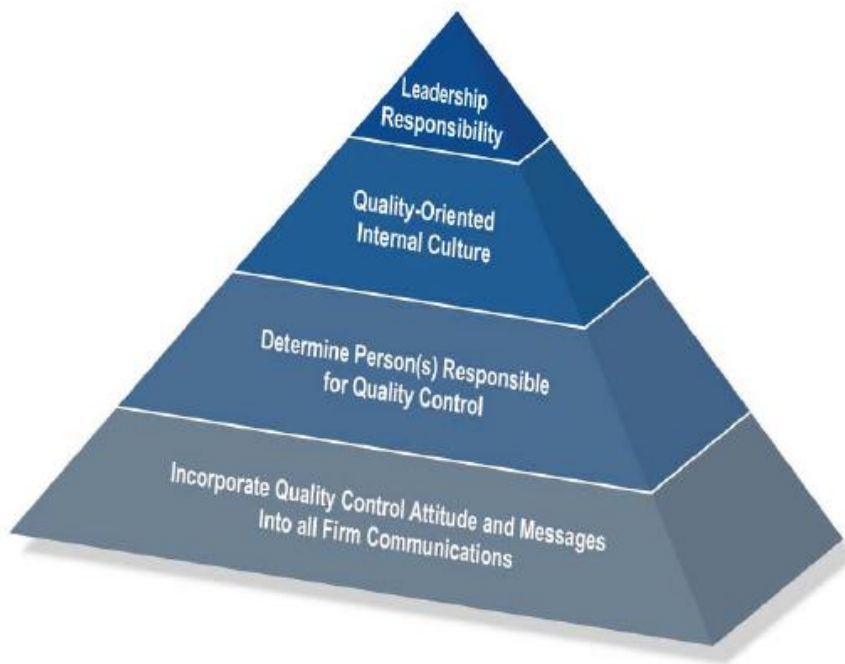 Leadership
Responsibility
Quality-Oriented
Internal Culture
Determine Person(s) Responsible
for Quality Control
Incorporate Quality Control Attitude and Messages
Into all Firm Communications